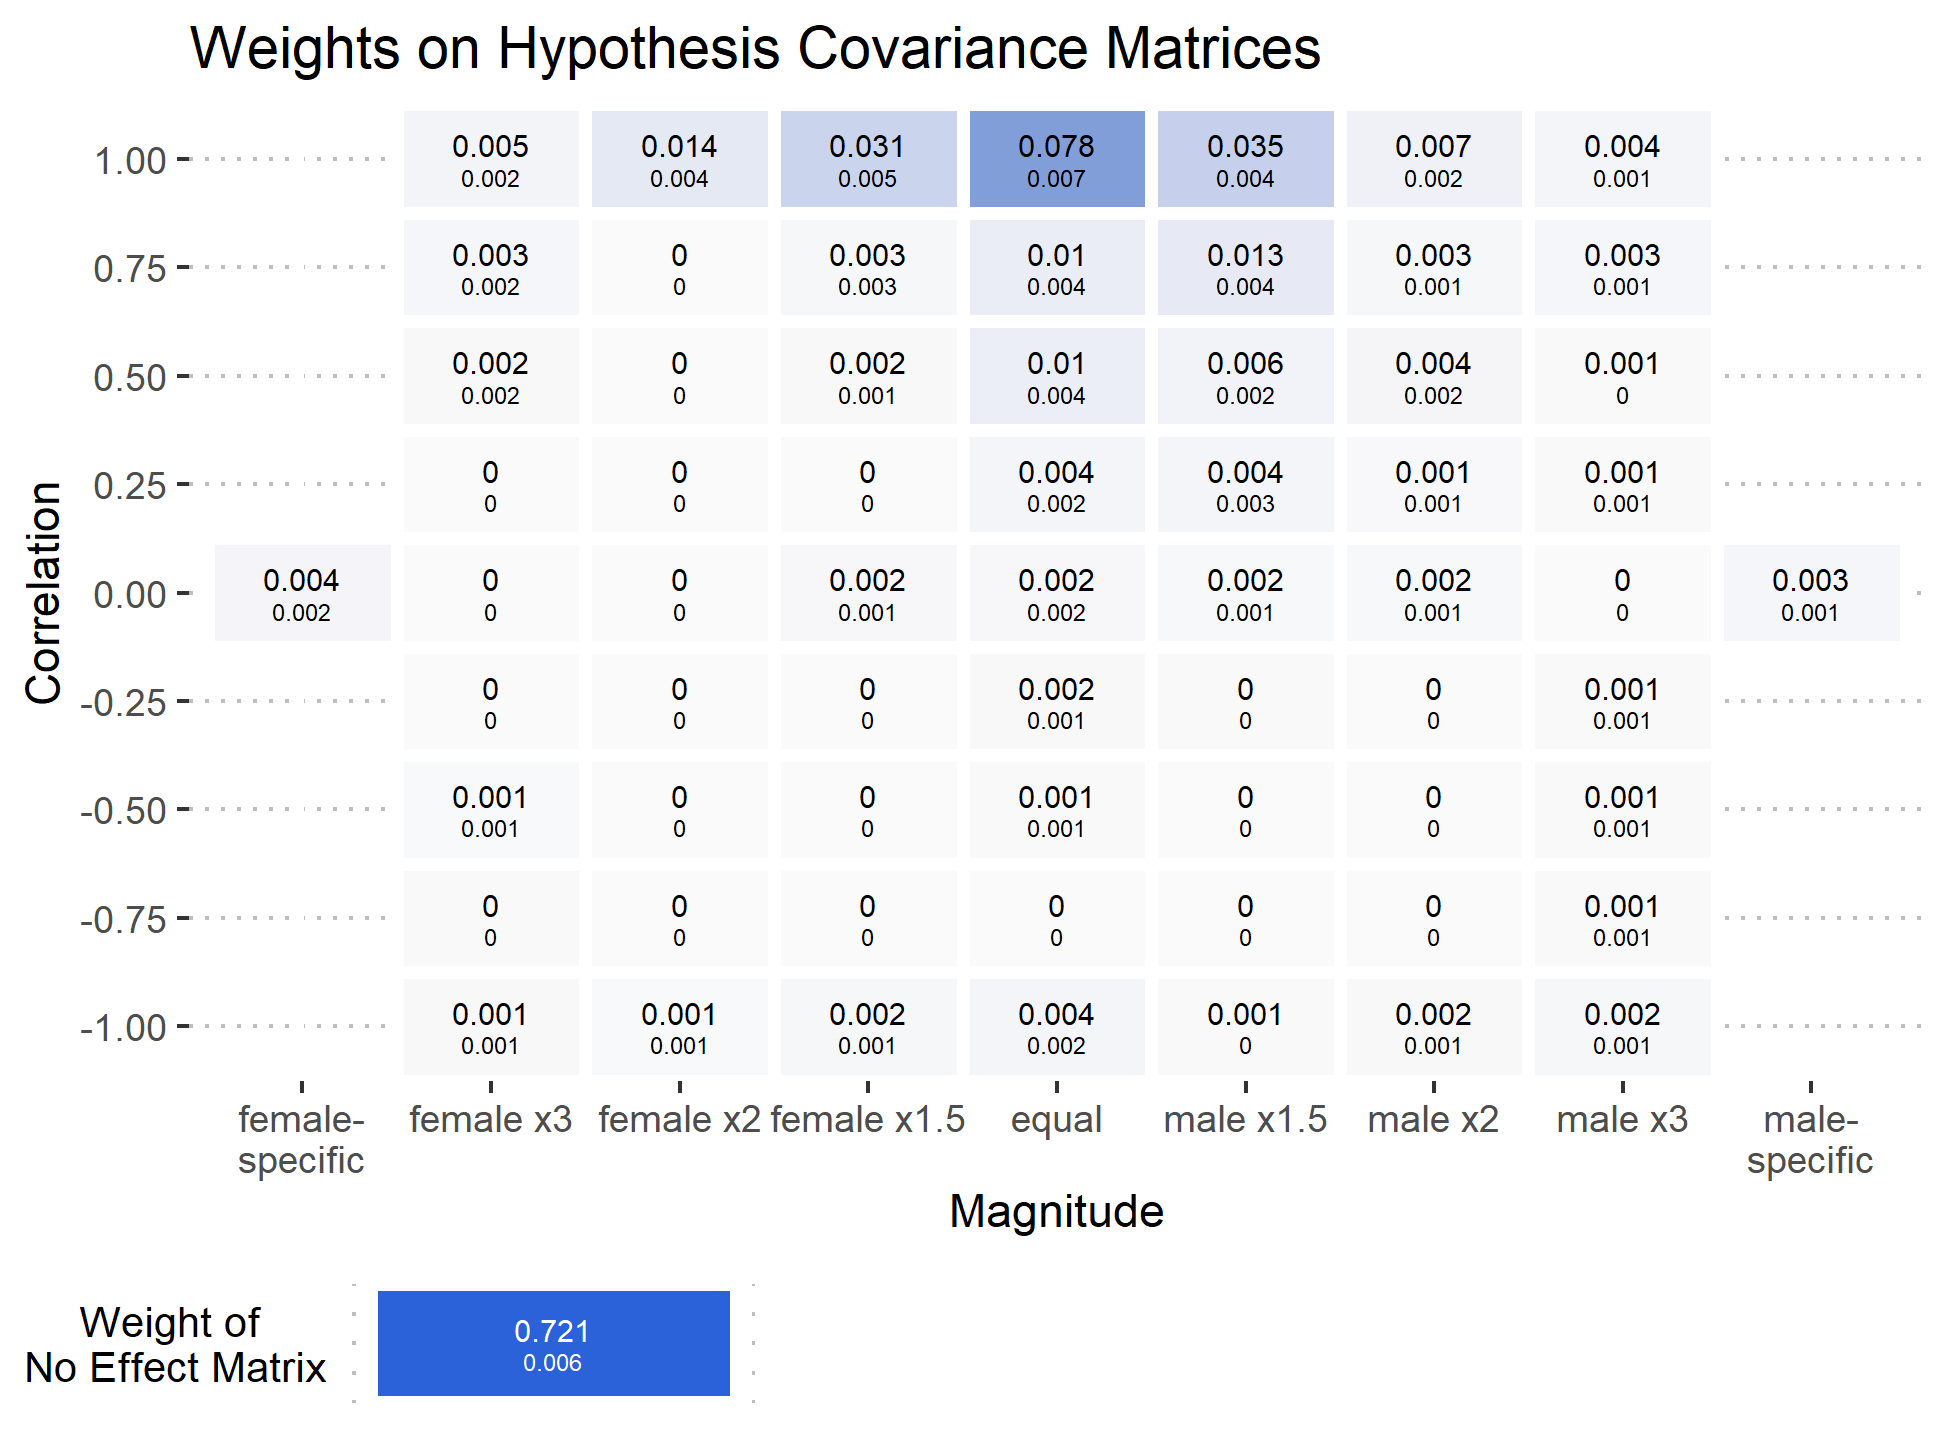 Weights on Hypothesis Covariance Matrices
Correlation
1.00
0.005 0.014 0.031 0.078 0.035 0.007 0.004
0.002 0.004 0.005 0.007 0.004 0.002 0.001
0.75
0.003 0 0.003 0.01 0.013 0.003 0.003
0.002 0 0.003 0.004 0.004 0.001 0.001
0.50
0.002 0 0.002 0.01 0.006 0.004 0.001
0.002 0 0.001 0.004 0.002 0.002 0
0.25
0 0 0 0.004 0.004 0.001 0.001
0 0 0 0.002 0.003 0.001 0.001
0.00
0.004 0 0 0.002 0.002 0.002 0.002 0 0.003
0.002 0 0 0.001 0.002 0.001 0.001 0 0.001
-0.25
0 0 0 0.002 0 0 0.001
0 0 0 0.001 0 0 0.001
-0.50
0.001 0 0 0.001 0 0 0.001
0.001 0 0 0.001 0 0 0.001
-0.75
0 0 0 0 0 0 0.001
0 0 0 0 0 0 0.001
-1.00
0.001 0.001 0.002 0.004 0.001 0.002 0.002
0.001 0.001 0.001 0.002 0 0.001 0.001
female- female x3 female x2 female x1.5 equal male x1.5 male x2 male x3 male-
specific specific
Magnitude
Weight of
No Effect Matrix
0.721
0.006